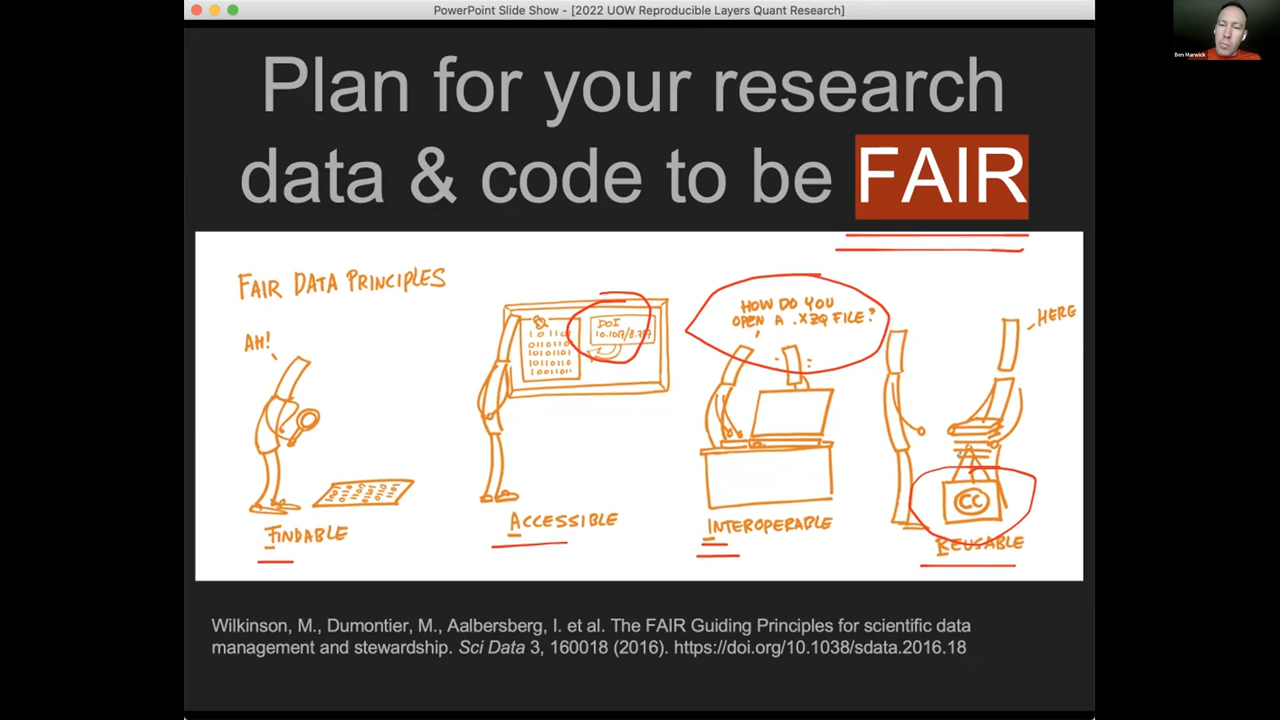 PowerPoint Slide Show - [2022 UOW Reproducible Layers Quant Research]
Ben Marwick
Plan for your research
data & code to be FAIR
FAIR DATA PRINCIPLES
AH!
DOI
HOW DO YOU
OPEN A .XZQ FILE?
HERE
CC
FINDABLE
ACCESSIBLE
INTEROPERABLE
REUSABLE
Wilkinson, M., Dumontier, M., Aalbersberg, I. et al. The FAIR Guiding Principles for scientific data
management and stewardship. Sci Data 3, 160018 (2016). https://doi.org/10.1038/sdata.2016.18